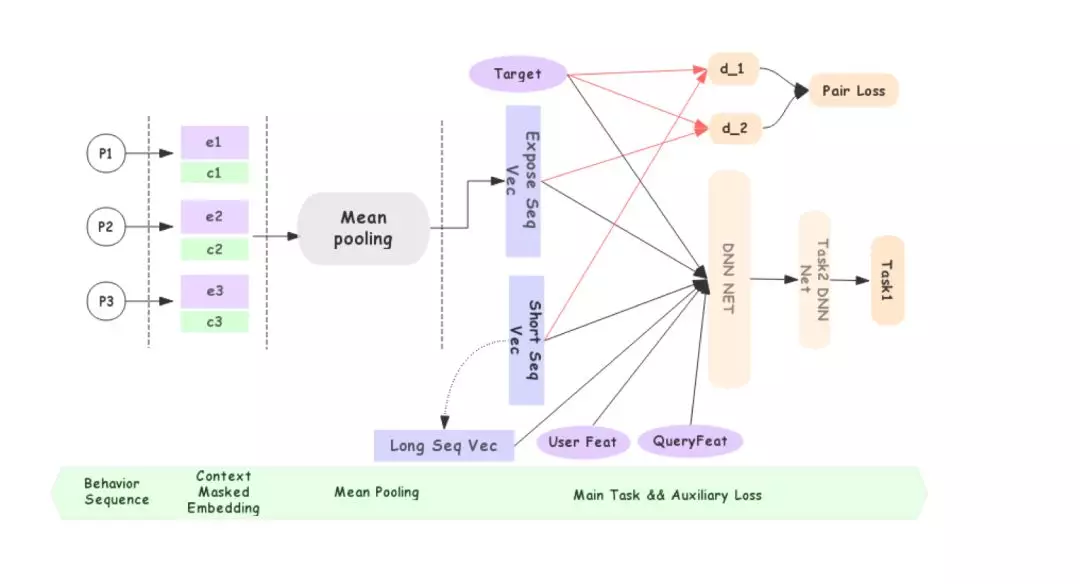 Target
d_1
Pair Loss
d_2
P1
e1
c1
Expose Seq
Vec
P2
e2
c2
Mean
pooling
P3
e3
c3
Short Seq
Vec
DNN NET
Task2 DNN
Net
Task1
Long Seq Vec
User Feat
QueryFeat
Behavior
Sequence
Context
Masked
Embedding
Mean Pooling
Main Task && Auxiliary Loss